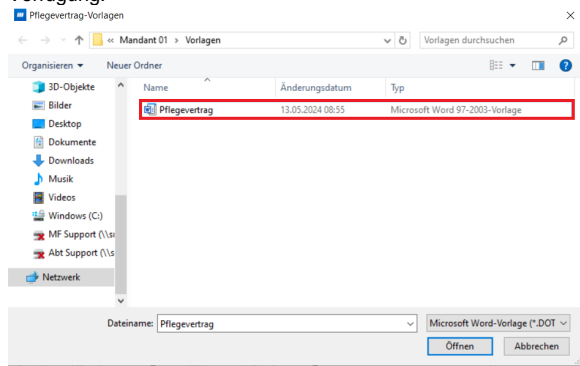 Pflegevertrag-Vorlagen
« Mandant 01 › Vorlagen
Vorlagen durchsuchen
Organisieren
Neuer Ordner
3D-Objekte
Bilder
Desktop
Dokumente
Downloads
Musik
Videos
Windows (C:)
MF Support (\\s
Abt Support (\\s
Netzwerk
Name
Änderungsdatum
Typ
Pflegevertrag
13.05.2024 08:55
Microsoft Word 97-2003-Vorlage
Dateiname:
Pflegevertrag
Microsoft Word-Vorlage (*.DOT
Öffnen
Abbrechen